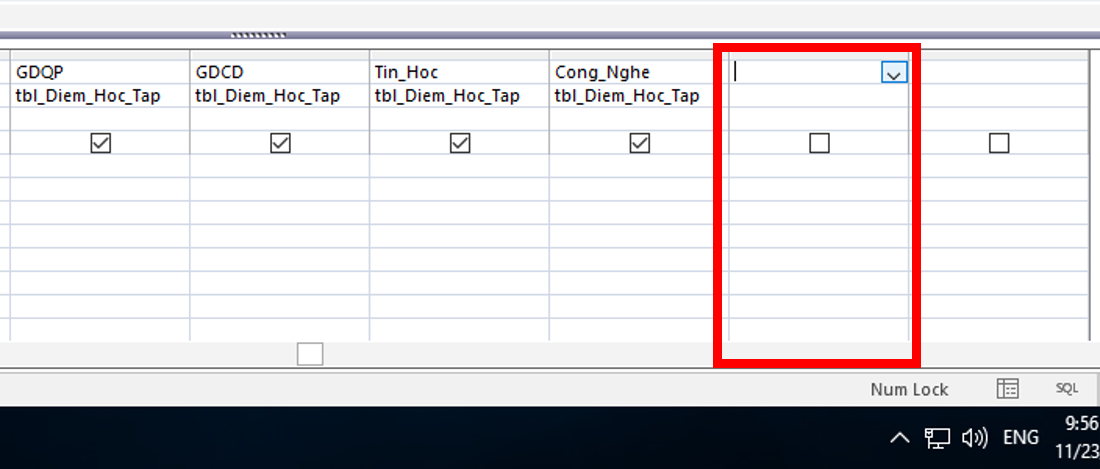 GDQP GDCD Tin_Hoc Cong_Nghe
tbl_Diem_Hoc_Tap tbl_Diem_Hoc_Tap tbl_Diem_Hoc_Tap tbl_Diem_Hoc_Tap
Num Lock SQL
9:56
ENG
11/23